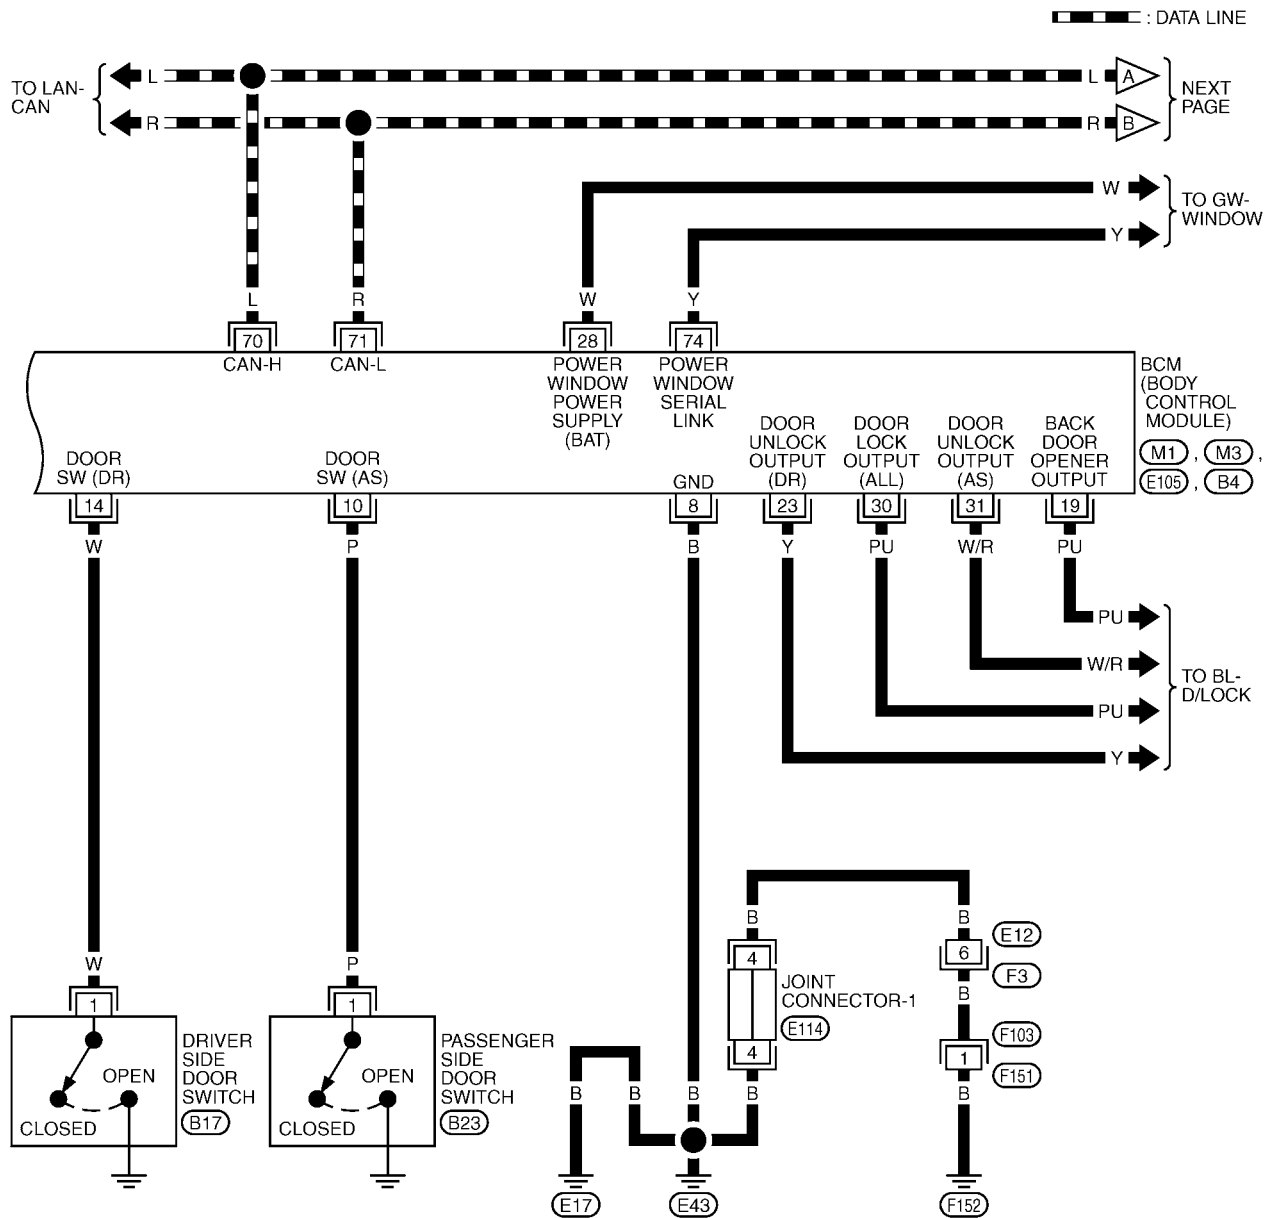 : DATA LINE
TO LAN-
CAN
L
L
A
R
R
B
NEXT
PAGE
W
Y
TO GW-
WINDOW
L
R
W
Y
70
71
28
74
CAN-H
CAN-L
POWER
WINDOW
POWER
SUPPLY
(BAT)
POWER
WINDOW
SERIAL
LINK
BCM
(BODY
CONTROL
MODULE)
M1 , M3 ,
E105 , B4
DOOR
SW (DR)
DOOR
SW (AS)
GND
DOOR
UNLOCK
OUTPUT
(DR)
DOOR
LOCK
OUTPUT
(ALL)
DOOR
UNLOCK
OUTPUT
(AS)
BACK
DOOR
OPENER
OUTPUT
14
10
8
23
30
31
19
W
P
B
Y
PU
W/R
PU
PU
W/R
PU
Y
TO BL-
D/LOCK
W
P
1
1
DRIVER
SIDE
DOOR
SWITCH
B17
OPEN
CLOSED
PASSENGER
SIDE
DOOR
SWITCH
B23
OPEN
CLOSED
B
B
4
JOINT
CONNECTOR-1
E114
4
6
E12
F3
B
F103
1
F151
B
B
B
B
B
E17
E43
F152